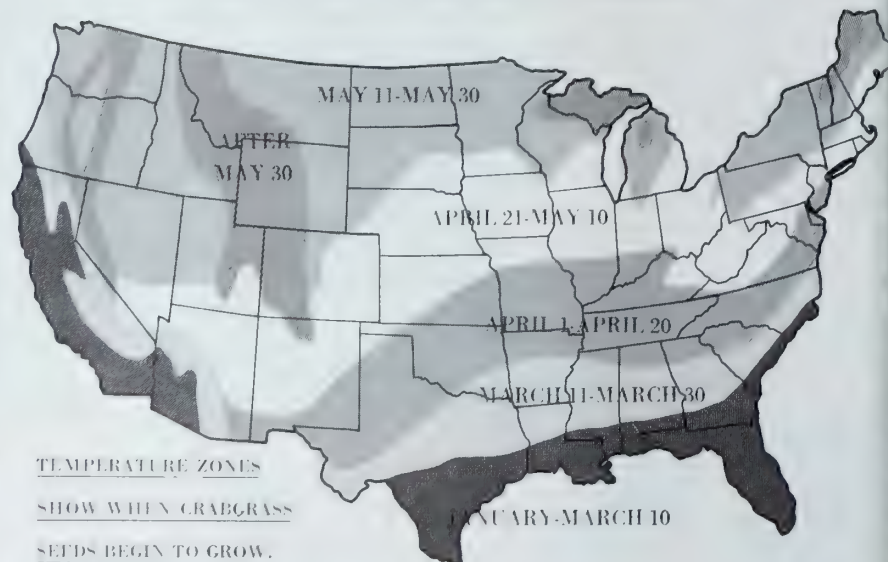 MAY 11-MAY 30
AFTER
MAY 30
APRIL 21-MAY 10
APRIL 1-APRIL 20
MARCH 11-MARCH 30
JANUARY-MARCH 10
TEMPERATURE ZONES
SHOW WHEN CRABGRASS
SEEDS BEGIN TO GROW.